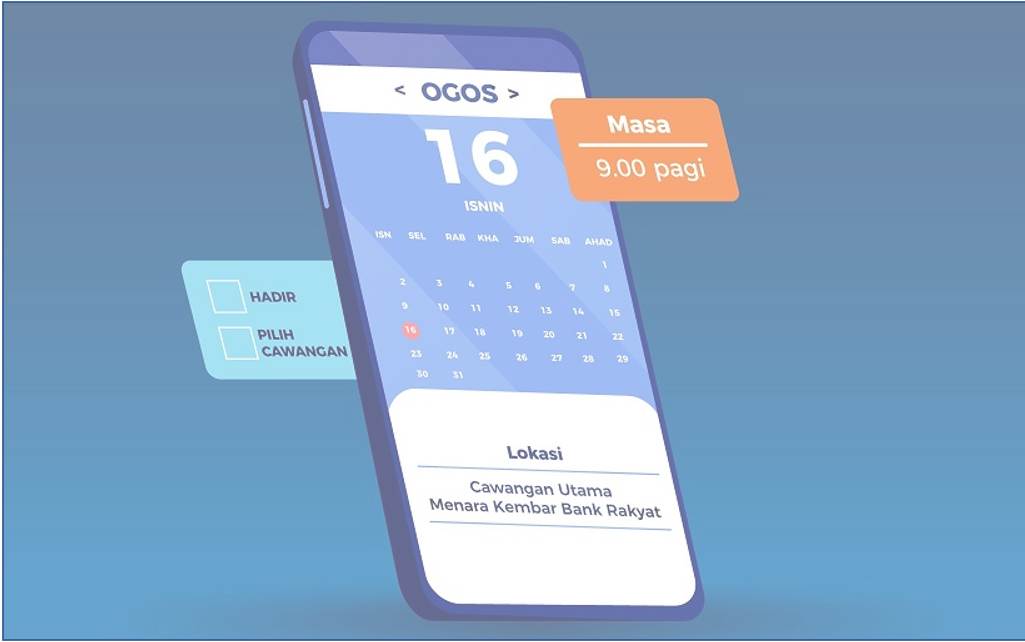 < OGOS >
16
ISNIN
Masa
9.00 pagi
ISN SEL RAB KHA JUM SAB AHAD
1
2 3 4 5 6 7 8
9 10 11 12 13 14 15
16 17 18 19 20 21 22
23 24 25 26 27 28 29
30 31
HADIR
PILIH
CAWANGAN
Lokasi
Cawangan Utama
Menara Kembar Bank Rakyat